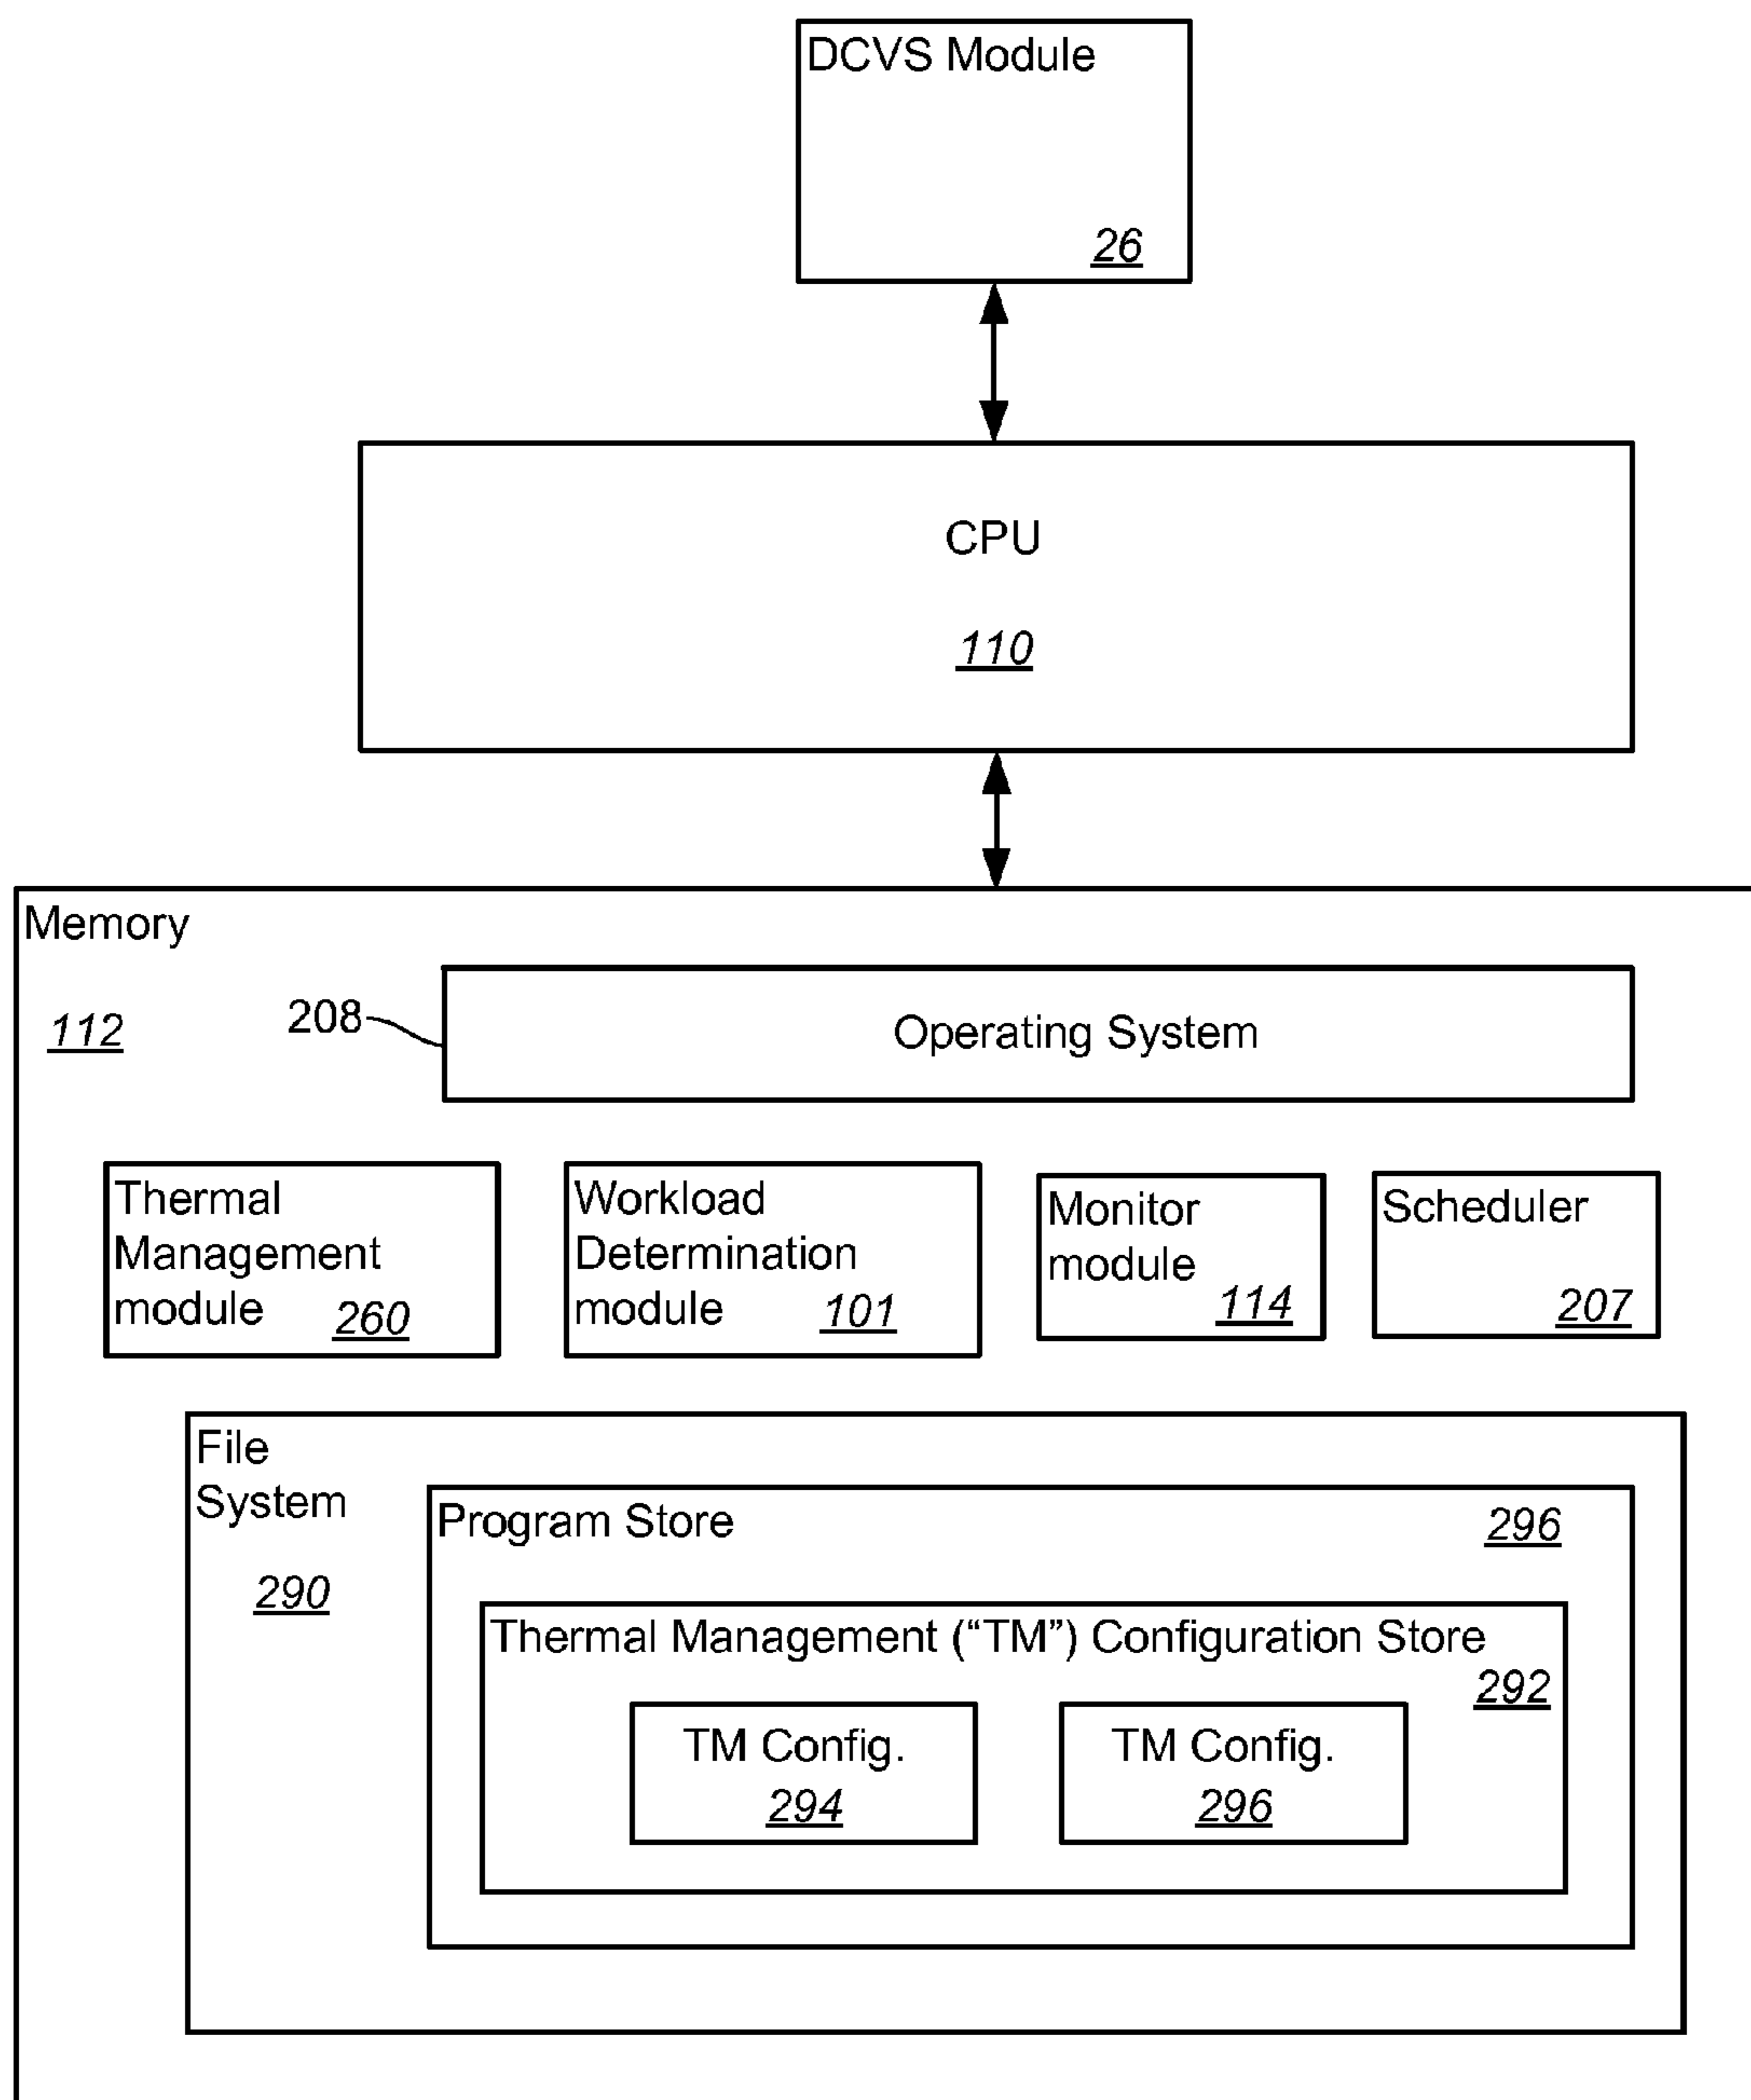 DCVS Module
26
CPU
110
Memory
112
208
Operating System
Thermal
Management
module
260
Workload
Determination
module
101
Monitor
module
114
Scheduler
207
File
System
290
Program Store
296
Thermal Management (“TM”) Configuration Store
292
TM Config.
294
TM Config.
296